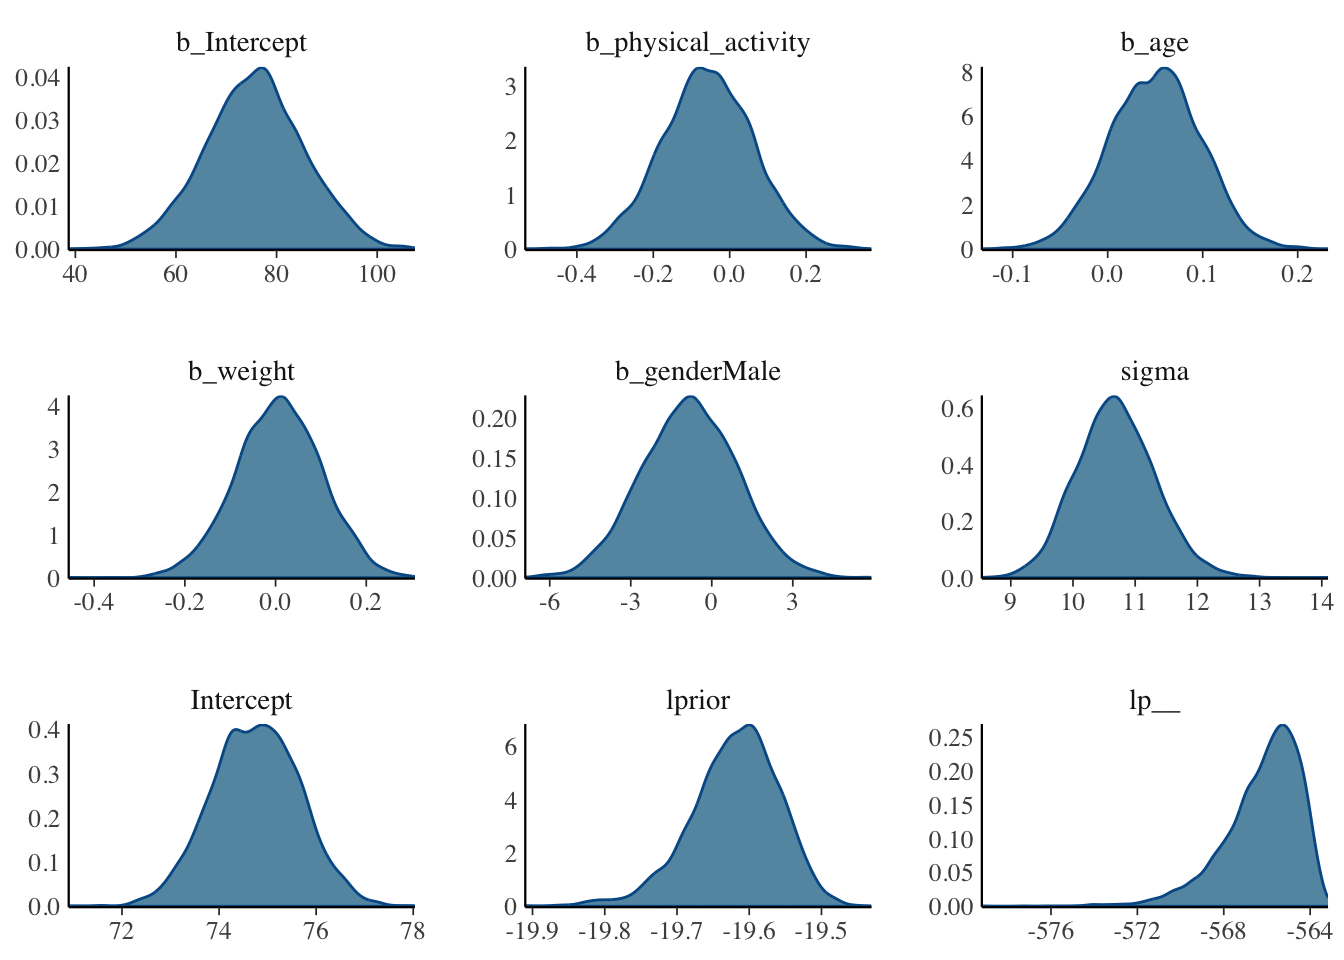 b_Intercept
0.04
0.03
0.02
0.01
0.00
40 60 80 100
b_physical_activity
3
2
1
0
-0.4 -0.2 0.0 0.2
b_age
8
6
4
2
0
-0.1 0.0 0.1 0.2
b_weight
4
3
2
1
0
-0.4 -0.2 0.0 0.2
b_genderMale
0.20
0.15
0.10
0.05
0.00
-6 -3 0 3
sigma
0.6
0.4
0.2
0.0
9 10 11 12 13 14
Intercept
0.4
0.3
0.2
0.1
0.0
72 74 76 78
lprior
6
4
2
0
-19.9 -19.8 -19.7 -19.6 -19.5
lp__
0.25
0.20
0.15
0.10
0.05
0.00
-576 -572 -568 -564